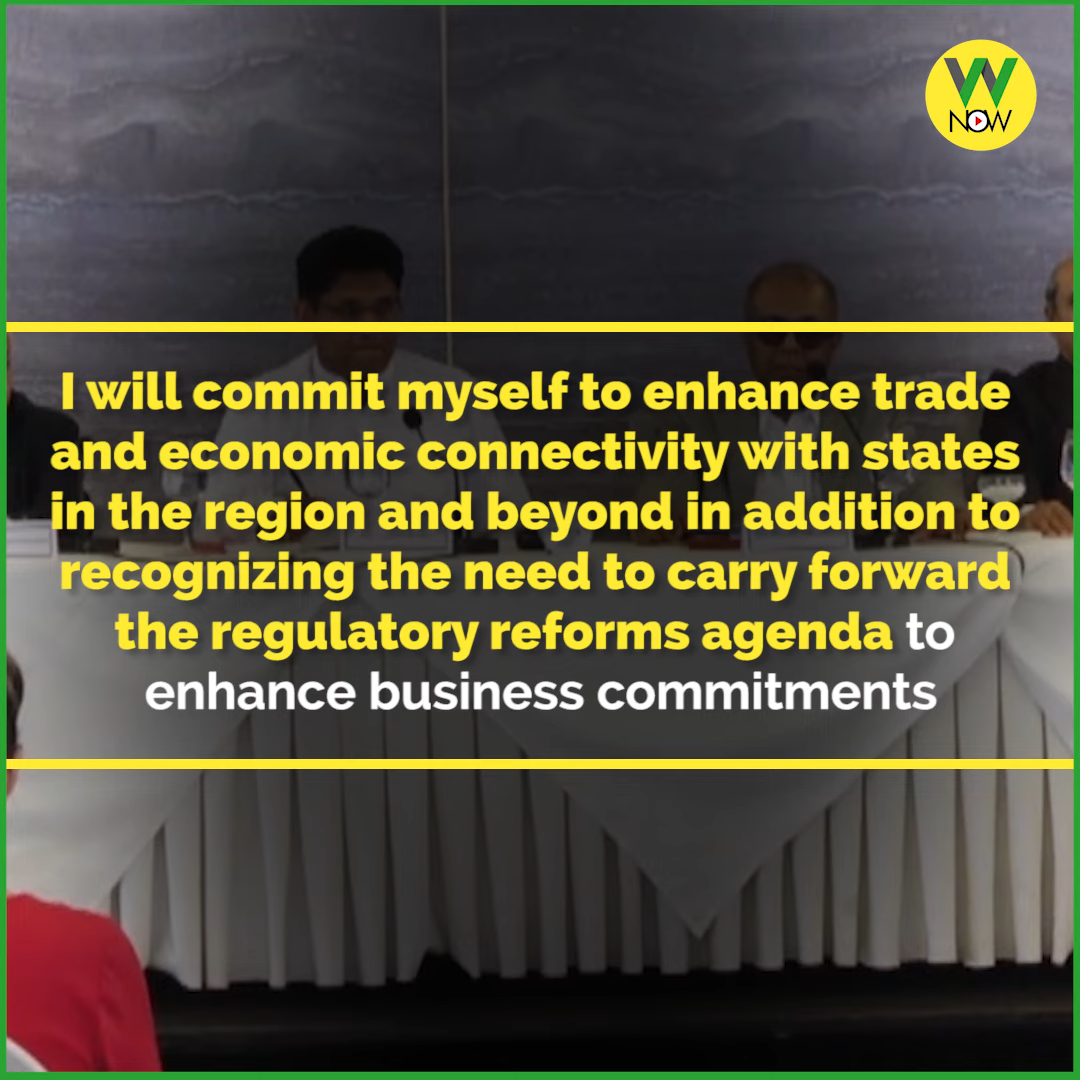 W
NOW
I will commit myself to enhance trade
and economic connectivity with states
in the region and beyond in addition to
recognizing the need to carry forward
the regulatory reforms agenda to
enhance business commitments